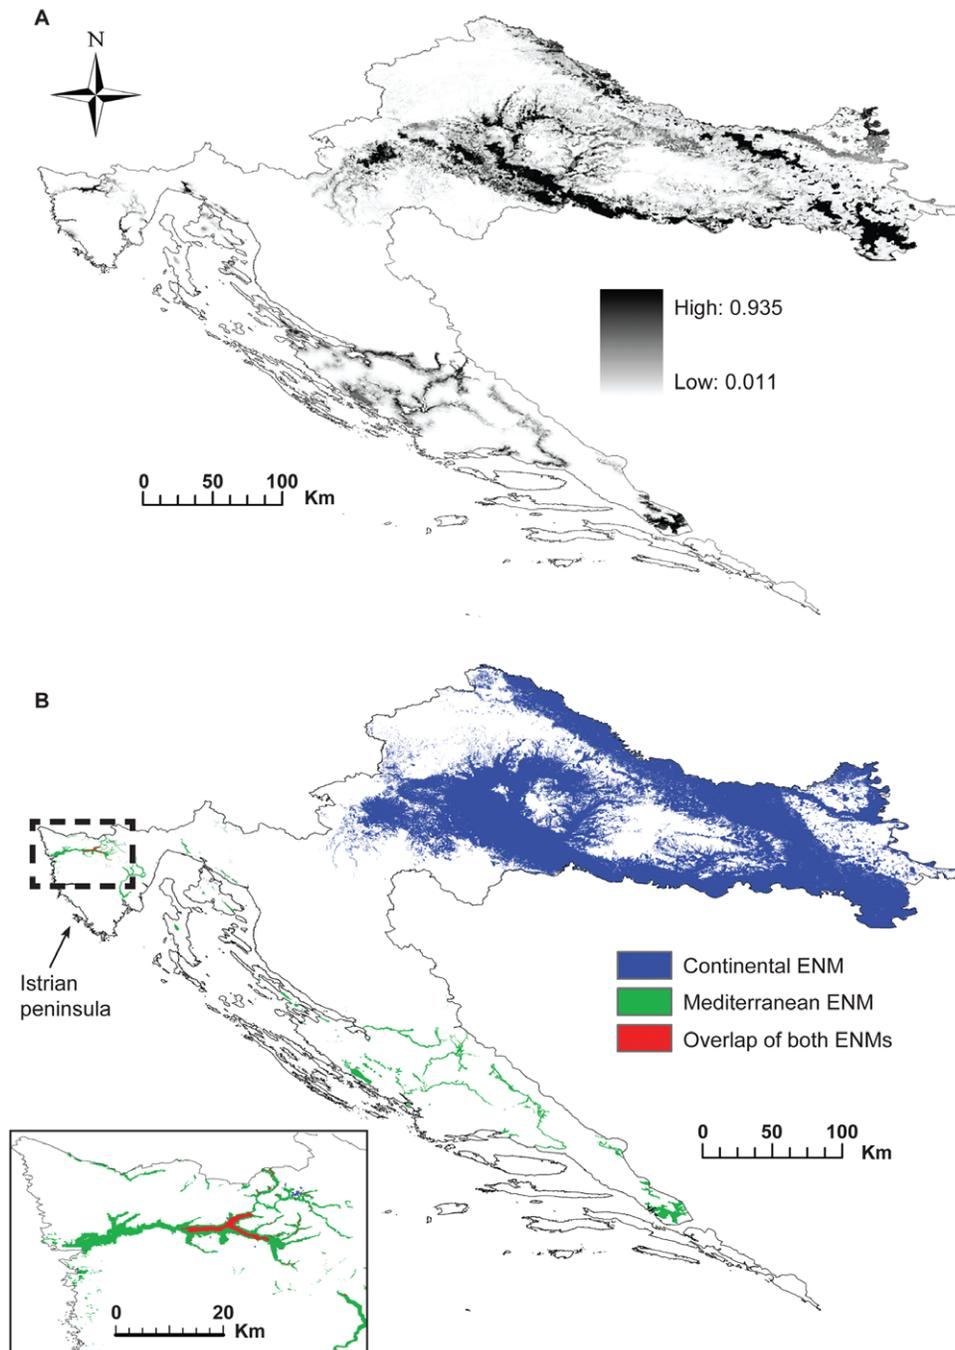 A
N
High: 0.935
Low: 0.011
0 50 100
Km
B
Istrian
peninsula
Continental ENM
Mediterranean ENM
Overlap of both ENMs
0 50 100
Km
0 20
Km